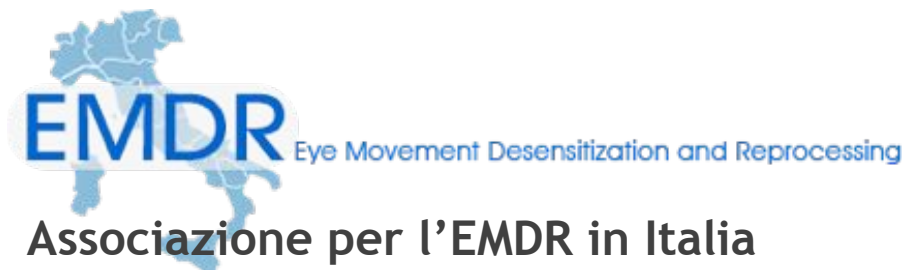 EMDR Eye Movement Desensitization and Reprocessing
Associazione per l'EMDR in Italia